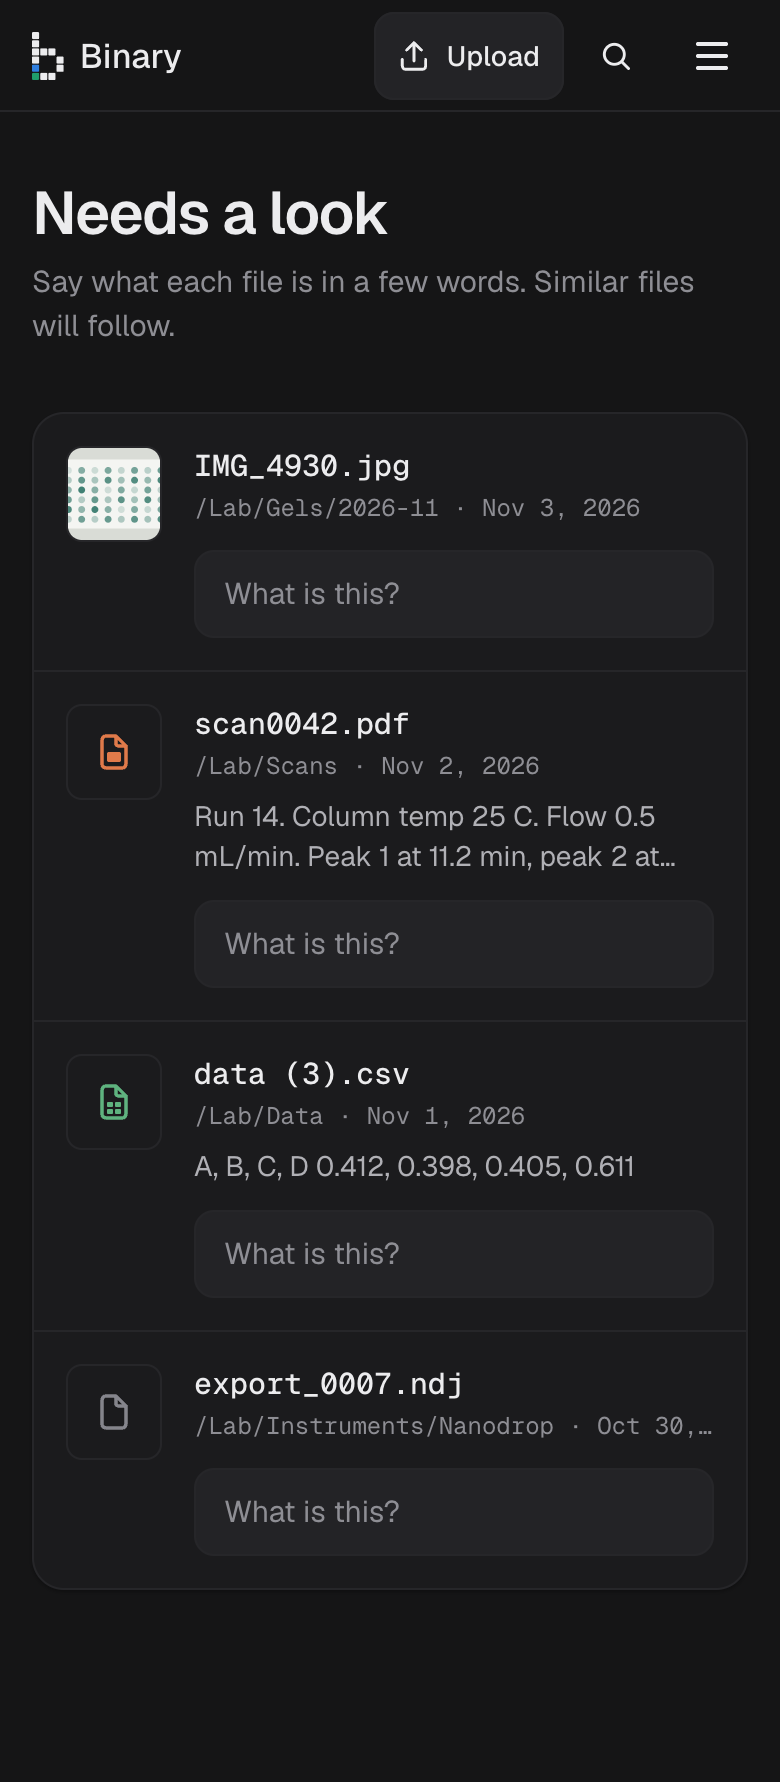 Binary
Upload
Needs a look
Say what each file is in a few words. Similar files
will follow.
IMG_4930.jpg
/Lab/Gels/2026-11 · Nov 3, 2026
What is this?
scan0042.pdf
/Lab/Scans · Nov 2, 2026
Run 14. Column temp 25 C. Flow 0.5
mL/min. Peak 1 at 11.2 min, peak 2 at…
What is this?
data (3).csv
/Lab/Data · Nov 1, 2026
A, B, C, D 0.412, 0.398, 0.405, 0.611
What is this?
export_0007.ndj
/Lab/Instruments/Nanodrop · Oct 30,…
What is this?